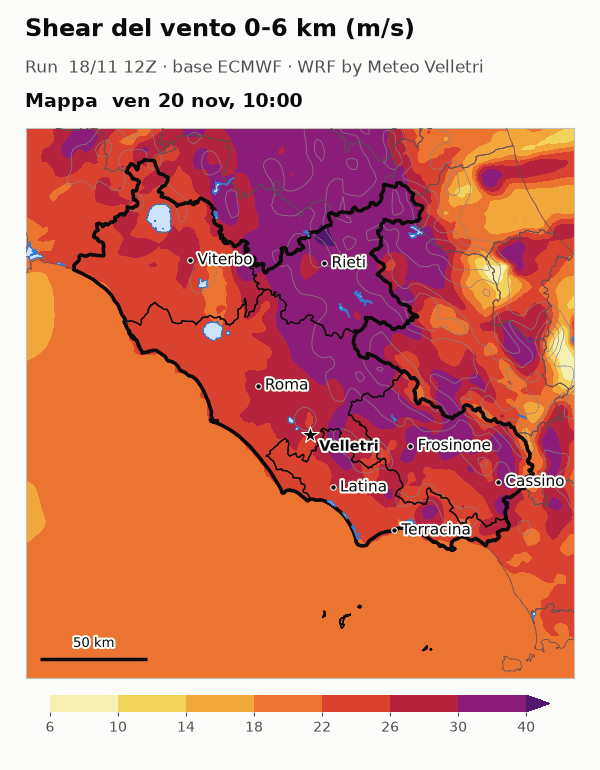 Shear del vento 0-6 km (m/s)
Run  18/11 12Z · base ECMWF · WRF by Meteo Velletri
Mappa  ven 20 nov, 10:00
Viterbo
Rieti
Roma
Velletri
Frosinone
Latina
Cassino
Terracina
50 km
6 10 14 18 22 26 30 40